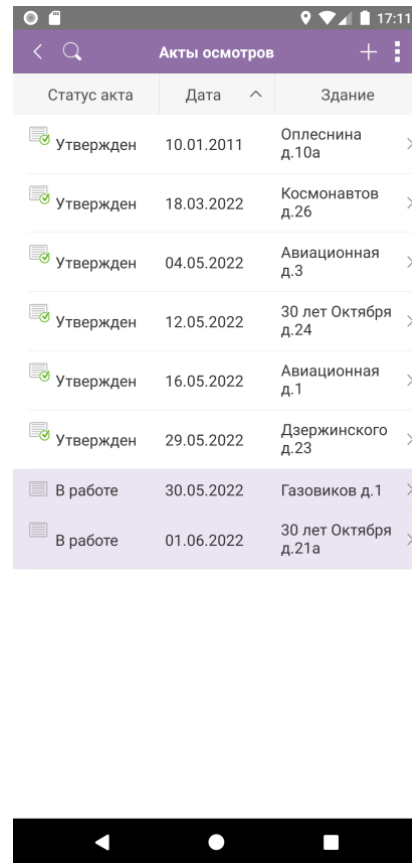 17:11
Акты осмотров
Статус акта Дата Здание
Утвержден 10.01.2011 Оплеснина
д.10а
Утвержден 18.03.2022 Космонавтов
д.26
Утвержден 04.05.2022 Авиационная
д.3
Утвержден 12.05.2022 30 лет Октября
д.24
Утвержден 16.05.2022 Авиационная
д.1
Утвержден 29.05.2022 Дзержинского
д.23
В работе 30.05.2022 Газовиков д.1
В работе 01.06.2022 30 лет Октября
д.21а